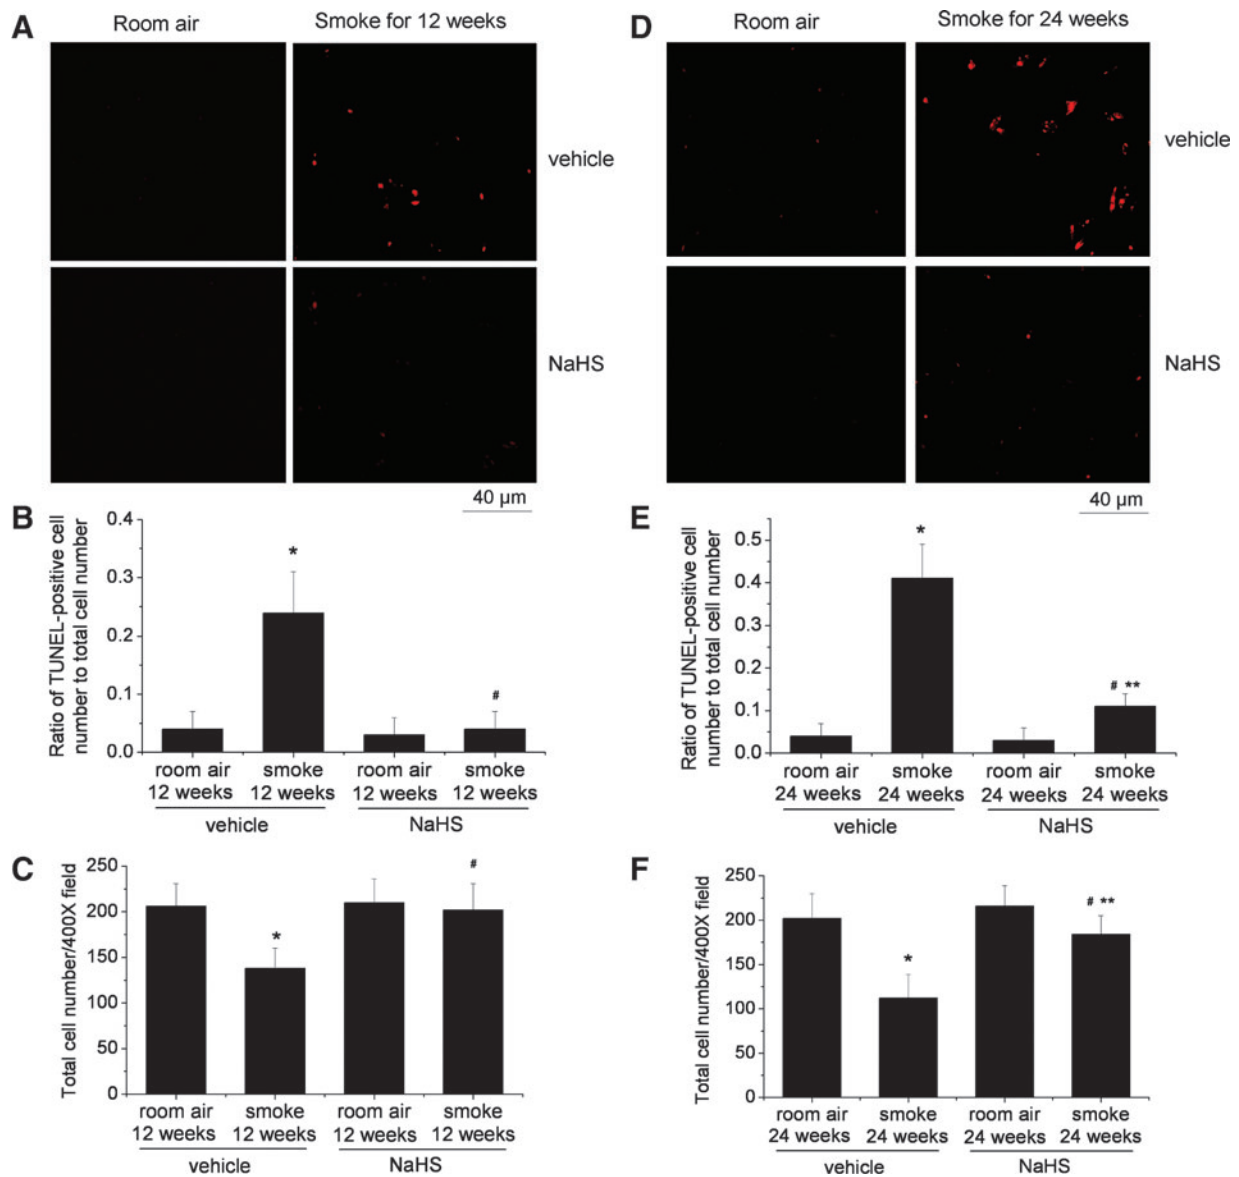 A
Room air
Smoke for 12 weeks
vehicle
NaHS
40 µm
D
Room air
Smoke for 24 weeks
vehicle
NaHS
40 µm
B
Ratio of TUNEL-positive cell
number to total cell number
0.4
0.3
0.2
0.1
0.0
*
#
room air
12 weeks
smoke
12 weeks
room air
12 weeks
smoke
12 weeks
vehicle
NaHS
E
Ratio of TUNEL-positive cell
number to total cell number
0.5
0.4
0.3
0.2
0.1
0.0
*
# **
room air
24 weeks
smoke
24 weeks
room air
24 weeks
smoke
24 weeks
vehicle
NaHS
C
Total cell number/400X field
250
200
150
100
50
0
*
#
room air
12 weeks
smoke
12 weeks
room air
12 weeks
smoke
12 weeks
vehicle
NaHS
F
Total cell number/400X field
250
200
150
100
50
0
*
# **
room air
24 weeks
smoke
24 weeks
room air
24 weeks
smoke
24 weeks
vehicle
NaHS